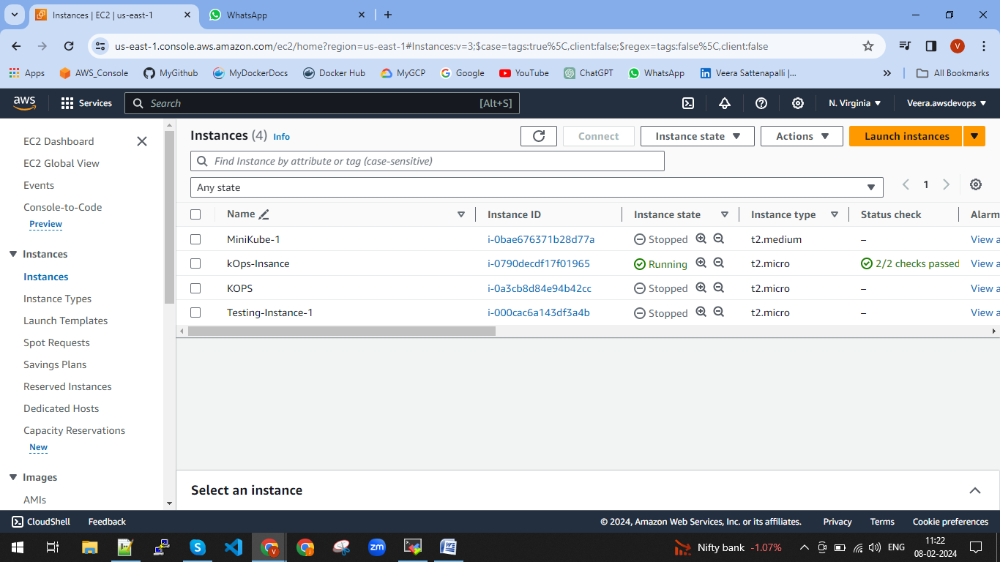 Instances | EC2 | us-east-1
WhatsApp
us-east-1.console.aws.amazon.com/ec2/home?region=us-east-1#Instances:v=3;$case=tags:true%5C,client:false;$regex=tags:false%5C,client:false
V
Apps AWS_Console MyGithub MyDockerDocs Docker Hub MyGCP Google YouTube ChatGPT WhatsApp Veera Sattenapalli |... » All Bookmarks
aws Services Search [Alt+S] N. Virginia Veera.awsdevops
EC2 Dashboard
EC2 Global View
Events
Console-to-Code
Preview
Instances
Instances
Instance Types
Launch Templates
Spot Requests
Savings Plans
Reserved Instances
Dedicated Hosts
Capacity Reservations
New
Images
AMIs
Instances (4) Info
Connect Instance state Actions Launch instances
Find Instance by attribute or tag (case-sensitive)
Any state
1
Name Instance ID Instance state Instance type Status check Alarm
MiniKube-1 i-0bae676371b28d77a Stopped t2.medium – View a
kOps-Insance i-0790decdf17f01965 Running t2.micro 2/2 checks passed View a
KOPS i-0a3cb8d84e94b42cc Stopped t2.micro – View a
Testing-Instance-1 i-000cac6a143df3a4b Stopped t2.micro – View a
Select an instance
CloudShell Feedback © 2024, Amazon Web Services, Inc. or its affiliates. Privacy Terms Cookie preferences
zm
Nifty bank -1.07% ENG
11:22
08-02-2024